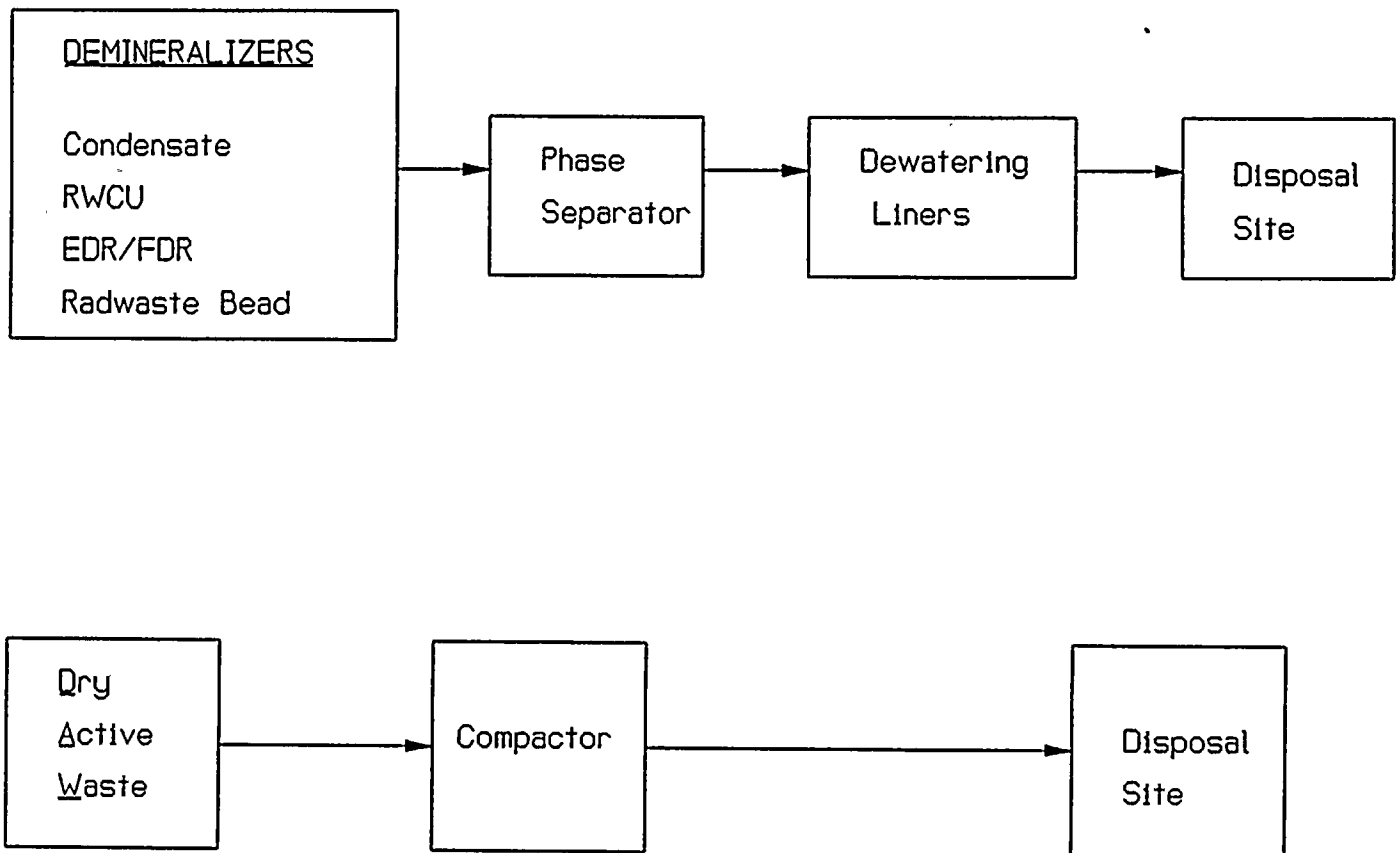 DEMINERALIZERS
Condensate
RWCU
EDR/FDR
Radwaste Bead
Phase
Separator
Dewatering
Liners
Disposal
Site
Dry
Active
Waste
Compactor
Disposal
Site